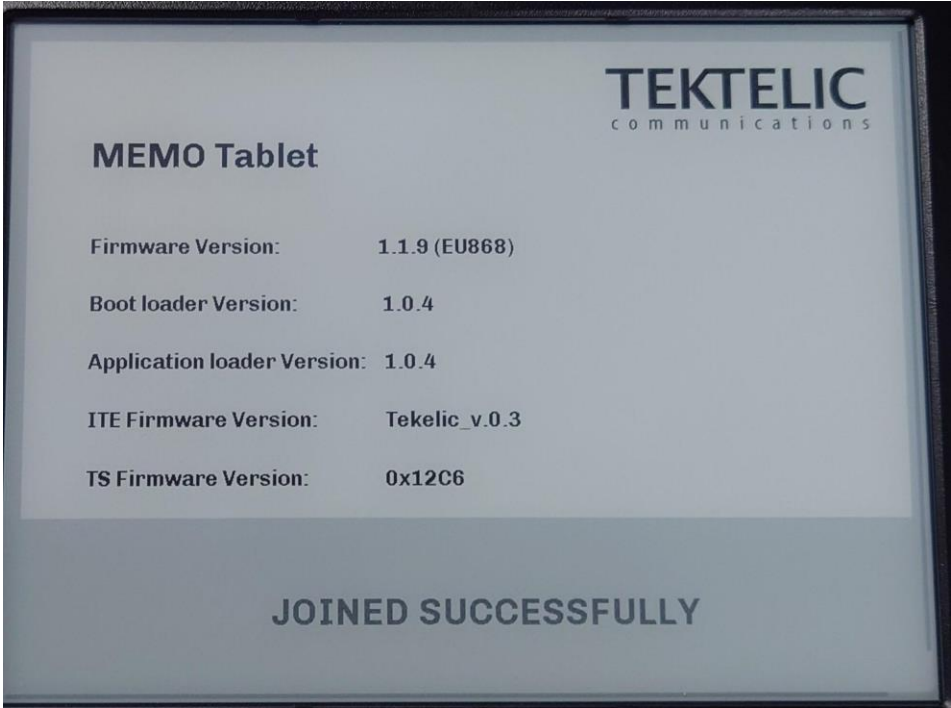 TEKTELIC
communications
MEMO Tablet
Firmware Version: 1.1.9 (EU868)
Boot loader Version: 1.0.4
Application loader Version: 1.0.4
ITE Firmware Version: Tekelic_v.0.3
TS Firmware Version: 0x12C6
JOINED SUCCESSFULLY